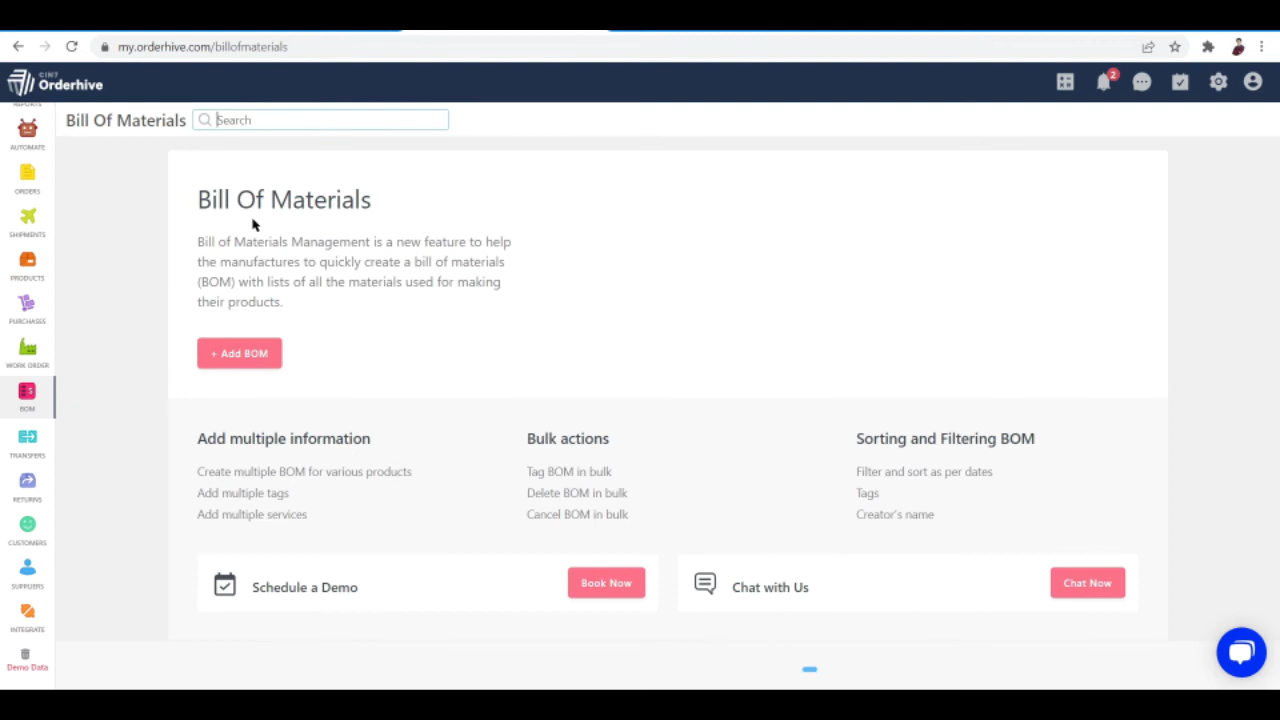 my.orderhive.com/billofmaterials
CIN7
Orderhive
2
REPORTS
AUTOMATE
ORDERS
SHIPMENTS
PRODUCTS
PURCHASES
WORK ORDER
BOM
TRANSFERS
RETURNS
CUSTOMERS
SUPPLIERS
INTEGRATE
Demo Data
Bill Of Materials
Search
Bill Of Materials
Bill of Materials Management is a new feature to help
the manufactures to quickly create a bill of materials
(BOM) with lists of all the materials used for making
their products.
+ Add BOM
Add multiple information
Create multiple BOM for various products
Add multiple tags
Add multiple services
Bulk actions
Tag BOM in bulk
Delete BOM in bulk
Cancel BOM in bulk
Sorting and Filtering BOM
Filter and sort as per dates
Tags
Creator's name
Schedule a Demo
Book Now
Chat with Us
Chat Now